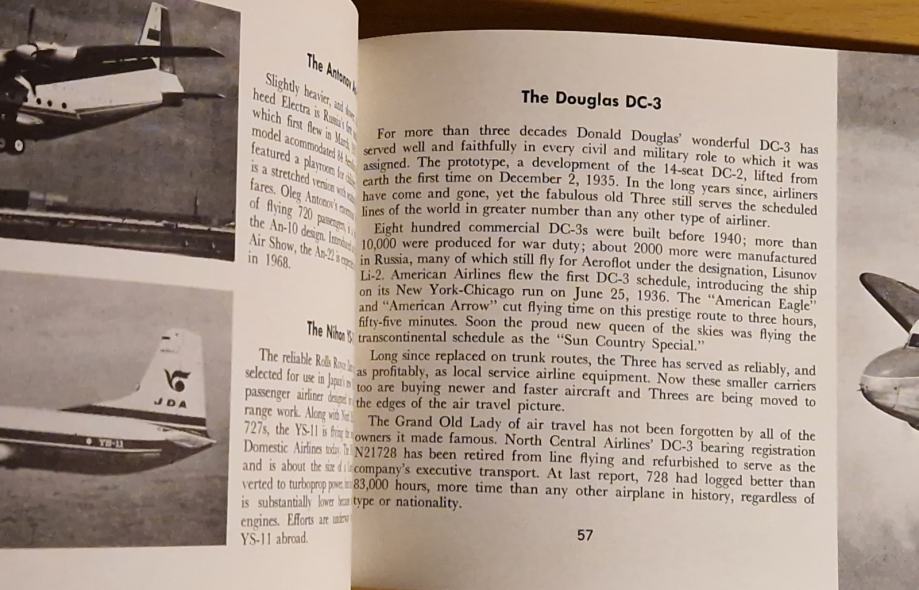 JDA
YS-11
The Antonov
Slightly heavier, and
heed Electra is Russia's
which first flew in March,
model accommodated 84
featured a playroom for
is a stretched version with
fares. Oleg Antonov's
of flying 720 passengers, is
the An-10 design. Introduced
Air Show, the An-22 is
in 1968.
The Nihon YS
The reliable Rolls Royce
selected for use in Japan's
passenger airliner designed
range work. Along with
727s, the YS-11 is flying
Domestic Airlines today. The
and is about the size of a
verted to turboprop power,
is substantially lower
engines. Efforts are
YS-11 abroad.
The Douglas DC-3
For more than three decades Donald Douglas' wonderful DC-3 has
served well and faithfully in every civil and military role to which it was
assigned. The prototype, a development of the 14-seat DC-2, lifted from
earth the first time on December 2, 1935. In the long years since, airliners
have come and gone, yet the fabulous old Three still serves the scheduled
lines of the world in greater number than any other type of airliner.
Eight hundred commercial DC-3s were built before 1940; more than
10,000 were produced for war duty; about 2000 more were manufactured
in Russia, many of which still fly for Aeroflot under the designation, Lisunov
Li-2. American Airlines flew the first DC-3 schedule, introducing the ship
on its New York-Chicago run on June 25, 1936. The "American Eagle"
and "American Arrow" cut flying time on this prestige route to three hours,
fifty-five minutes. Soon the proud new queen of the skies was flying the
transcontinental schedule as the "Sun Country Special."
Long since replaced on trunk routes, the Three has served as reliably, and
as profitably, as local service airline equipment. Now these smaller carriers
too are buying newer and faster aircraft and Threes are being moved to
the edges of the air travel picture.
The Grand Old Lady of air travel has not been forgotten by all of the
owners it made famous. North Central Airlines' DC-3 bearing registration
N21728 has been retired from line flying and refurbished to serve as the
company's executive transport. At last report, 728 had logged better than
83,000 hours, more time than any other airplane in history, regardless of
type or nationality.
57